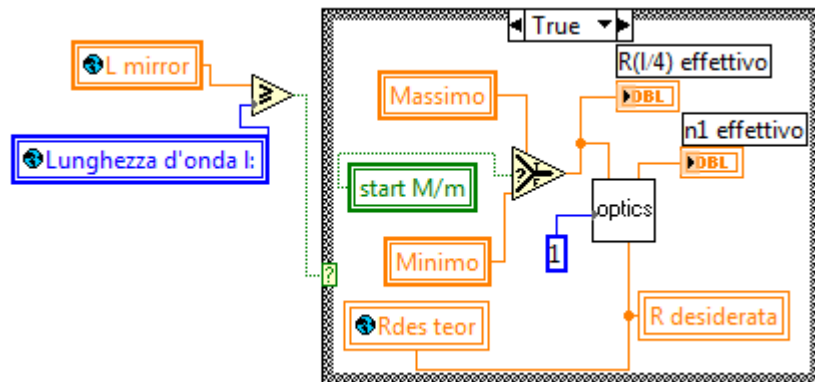 True
L mirror
R(l/4) effettivo
Massimo
DBL
Lunghezza d'onda l:
n1 effettivo
DBL
?
start M/m
optics
T
F
1
Minimo
?
Rdes teor
R desiderata